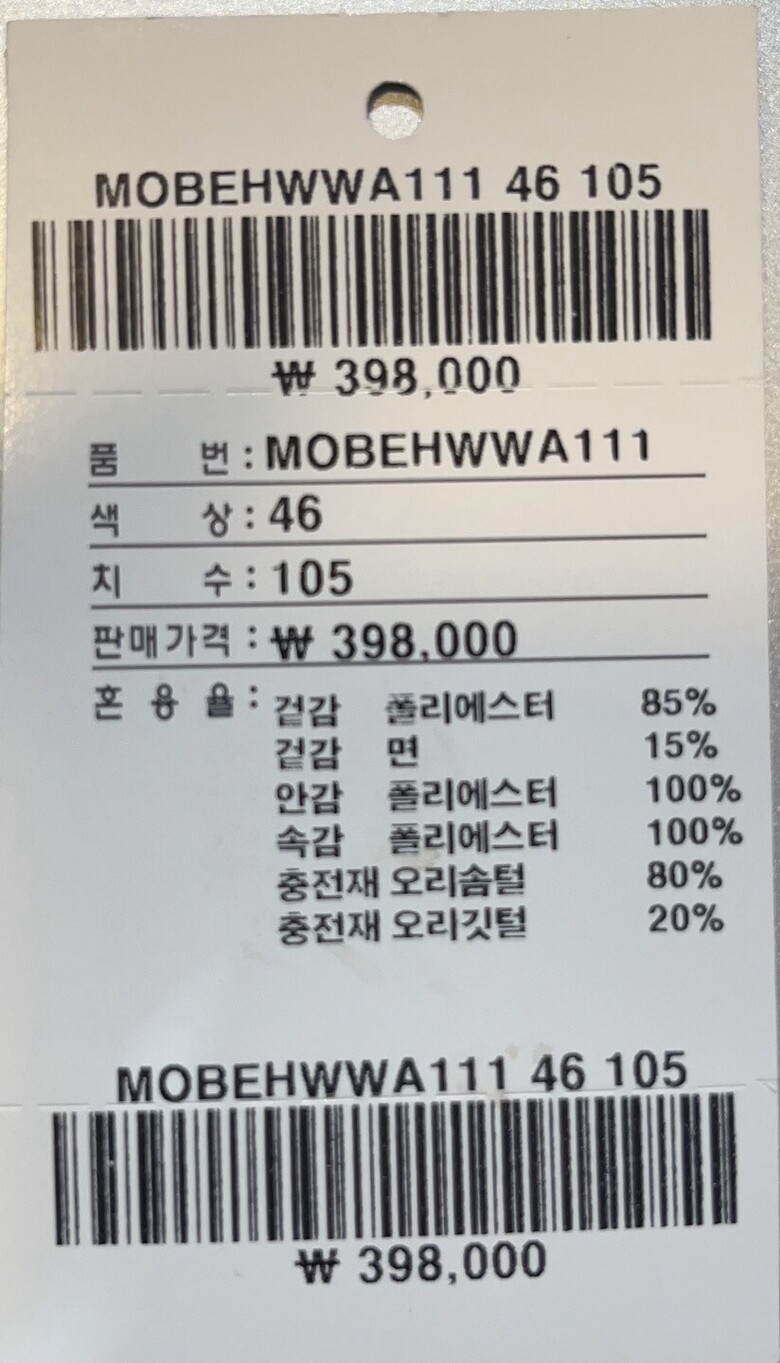 MOBEHWWA111 46 105
₩ 398,000
품 번 : MOBEHWWA111
색 상 : 46
치 수 : 105
판매가격 : ₩ 398,000
혼 용 율 : 겉감 폴리에스터 85%
겉감 면 15%
안감 폴리에스터 100%
속감 폴리에스터 100%
충전재 오리솜털 80%
충전재 오리깃털 20%
MOBEHWWA111 46 105
₩ 398,000